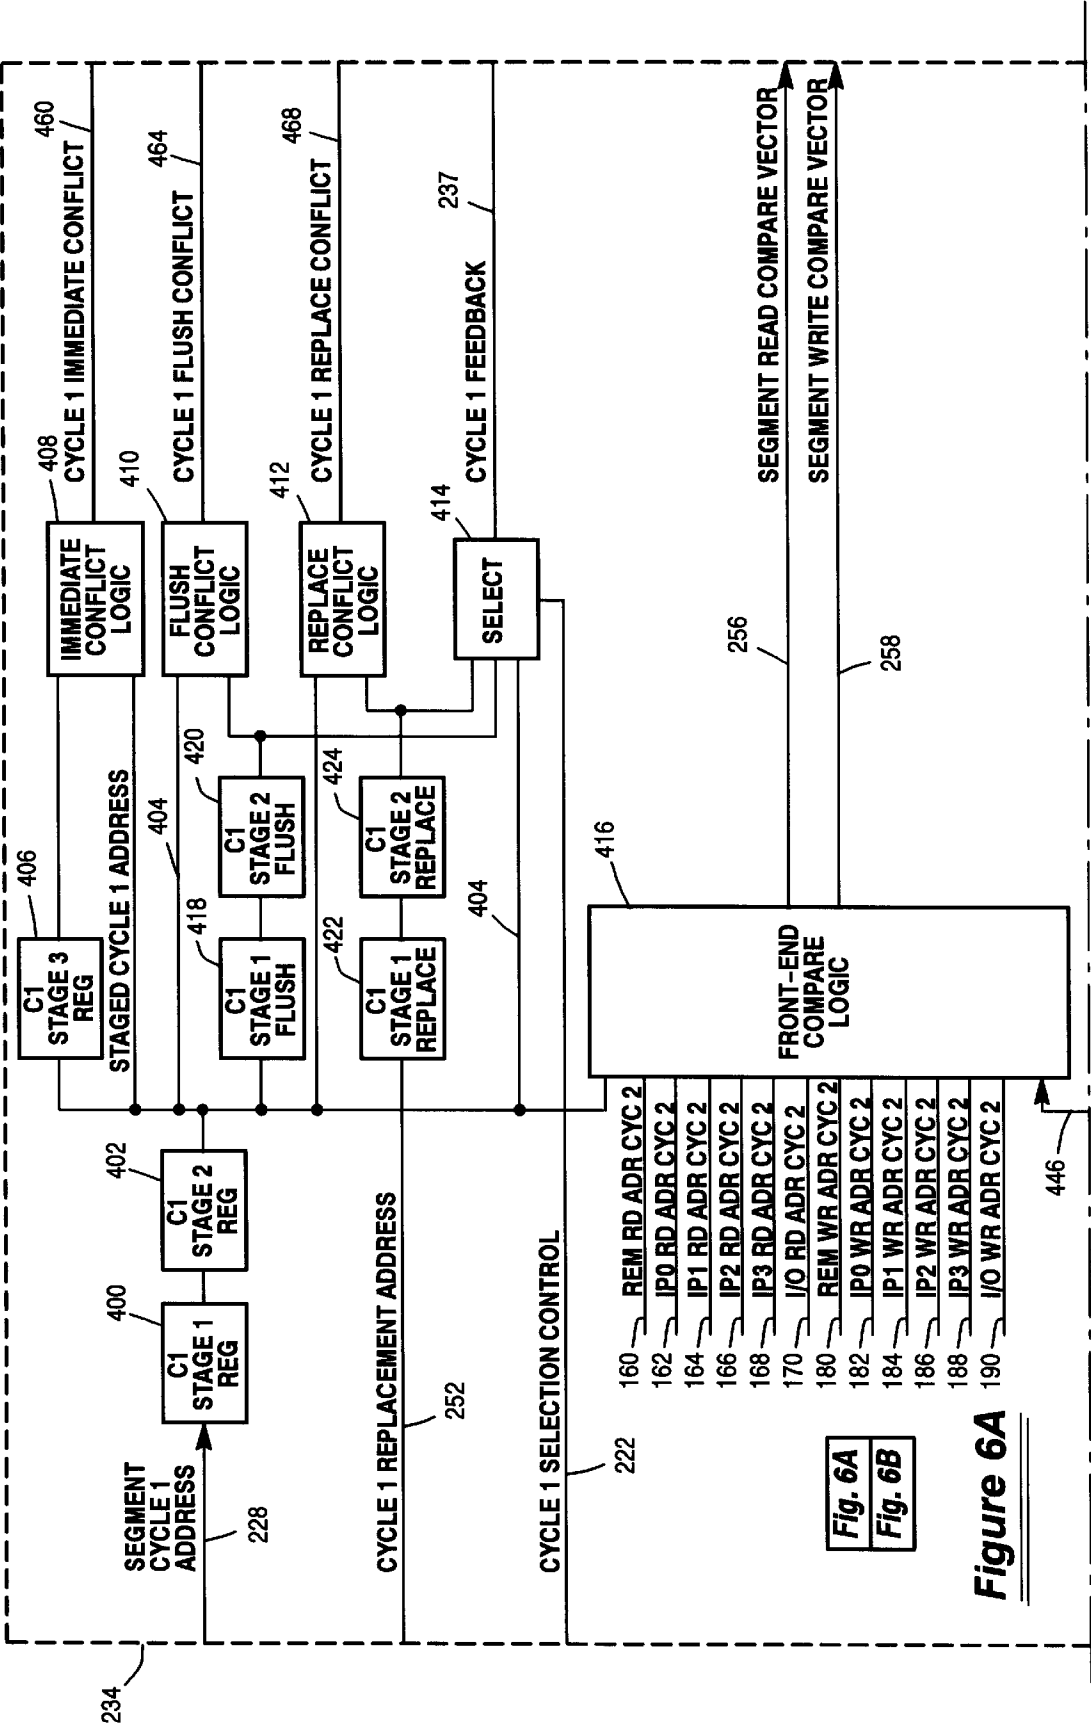 234
SEGMENT
CYCLE 1
ADDRESS
228
400
C1
STAGE 1
REG
402
C1
STAGE 2
REG
406
C1
STAGE 3
REG
STAGED CYCLE 1 ADDRESS
404
408
IMMEDIATE
CONFLICT
LOGIC
CYCLE 1 IMMEDIATE CONFLICT
460
410
FLUSH
CONFLICT
LOGIC
CYCLE 1 FLUSH CONFLICT
464
418
C1
STAGE 1
FLUSH
420
C1
STAGE 2
FLUSH
412
REPLACE
CONFLICT
LOGIC
CYCLE 1 REPLACE CONFLICT
468
CYCLE 1 REPLACEMENT ADDRESS
252
422
C1
STAGE 1
REPLACE
424
C1
STAGE 2
REPLACE
404
414
SELECT
CYCLE 1 FEEDBACK
237
CYCLE 1 SELECTION CONTROL
222
416
FRONT-END
COMPARE
LOGIC
160 REM RD ADR CYC 2
162 IP0 RD ADR CYC 2
164 IP1 RD ADR CYC 2
166 IP2 RD ADR CYC 2
168 IP3 RD ADR CYC 2
170 I/O RD ADR CYC 2
180 REM WR ADR CYC 2
182 IP0 WR ADR CYC 2
184 IP1 WR ADR CYC 2
186 IP2 WR ADR CYC 2
188 IP3 WR ADR CYC 2
190 I/O WR ADR CYC 2
446
256
SEGMENT READ COMPARE VECTOR
258
SEGMENT WRITE COMPARE VECTOR
Fig. 6A
Fig. 6B
Figure 6A